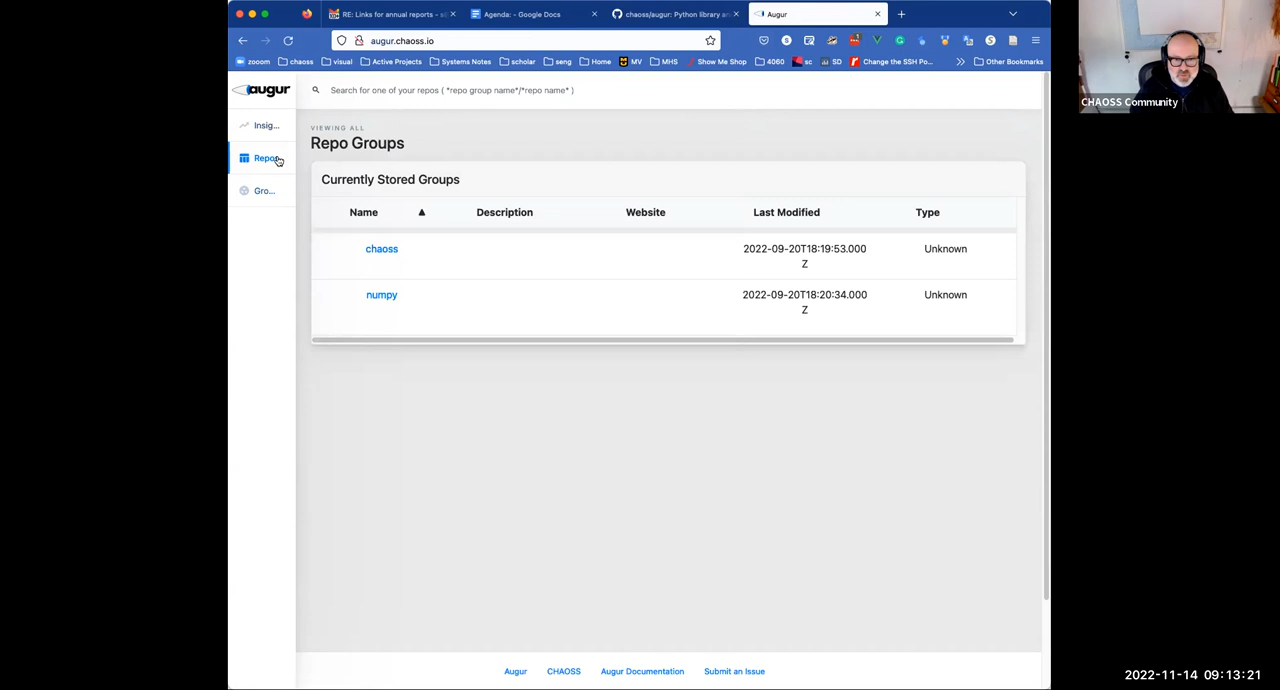 RE: Links for annual reports - s
Agenda: - Google Docs
chaoss/augur: Python library an
Augur
augur.chaoss.io
zooom
chaoss
visual
Active Projects
Systems Notes
scholar
seng
Home
MV
MHS
Show Me Shop
4060
sc
SD
Change the SSH Po...
Other Bookmarks
augur
Search for one of your repos ( *repo group name*/*repo name* )
Insig...
Repo
Gro...
VIEWING ALL
Repo Groups
Currently Stored Groups
Name Description Website Last Modified Type
chaoss 2022-09-20T18:19:53.000 Unknown
Z
numpy 2022-09-20T18:20:34.000 Unknown
Z
Augur CHAOSS Augur Documentation Submit an Issue
CHAOSS Community
2022-11-14 09:13:21